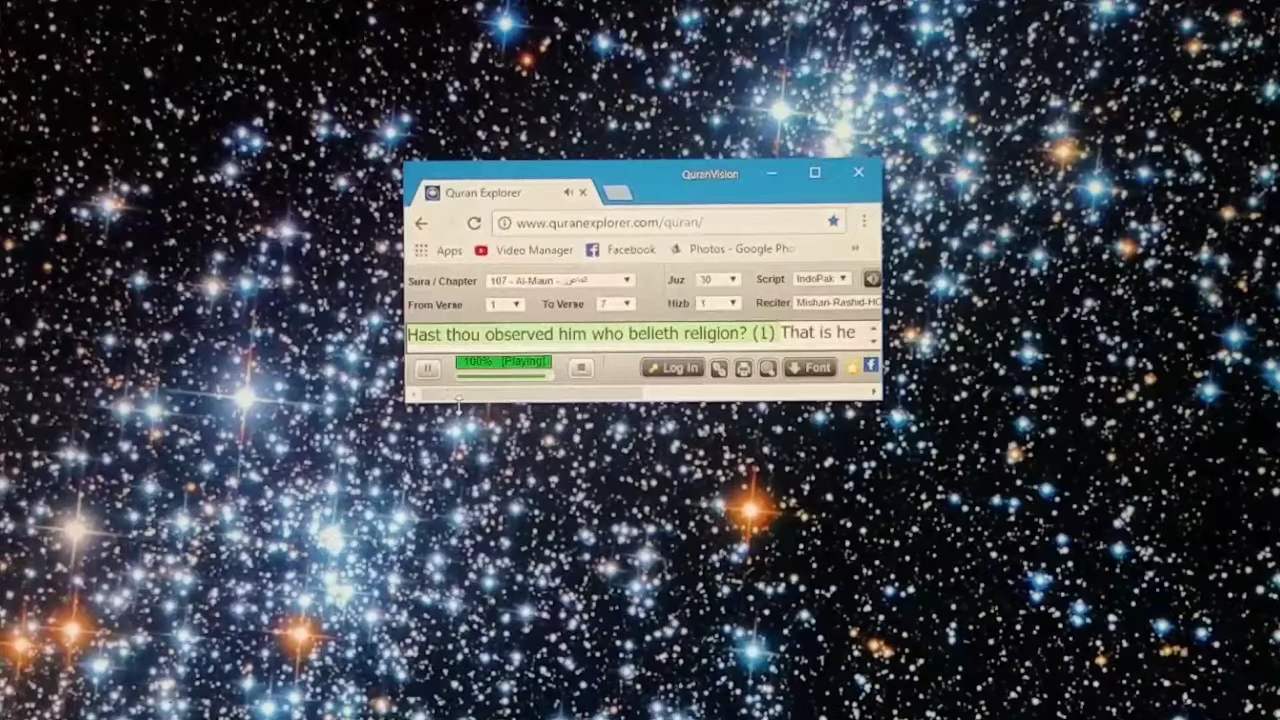 QuranVision
Quran Explorer
www.quranexplorer.com/quran/
Apps Video Manager Facebook Photos - Google Pho
Sura / Chapter 107 - Al-Maun - Juz 30 Script IndoPak
From Verse 1 To Verse 7 Hizb 1 Reciter Mishari-Rashid-HQ
Hast thou observed him who belieth religion? (1) That is he
100% [Playing] Log In Font